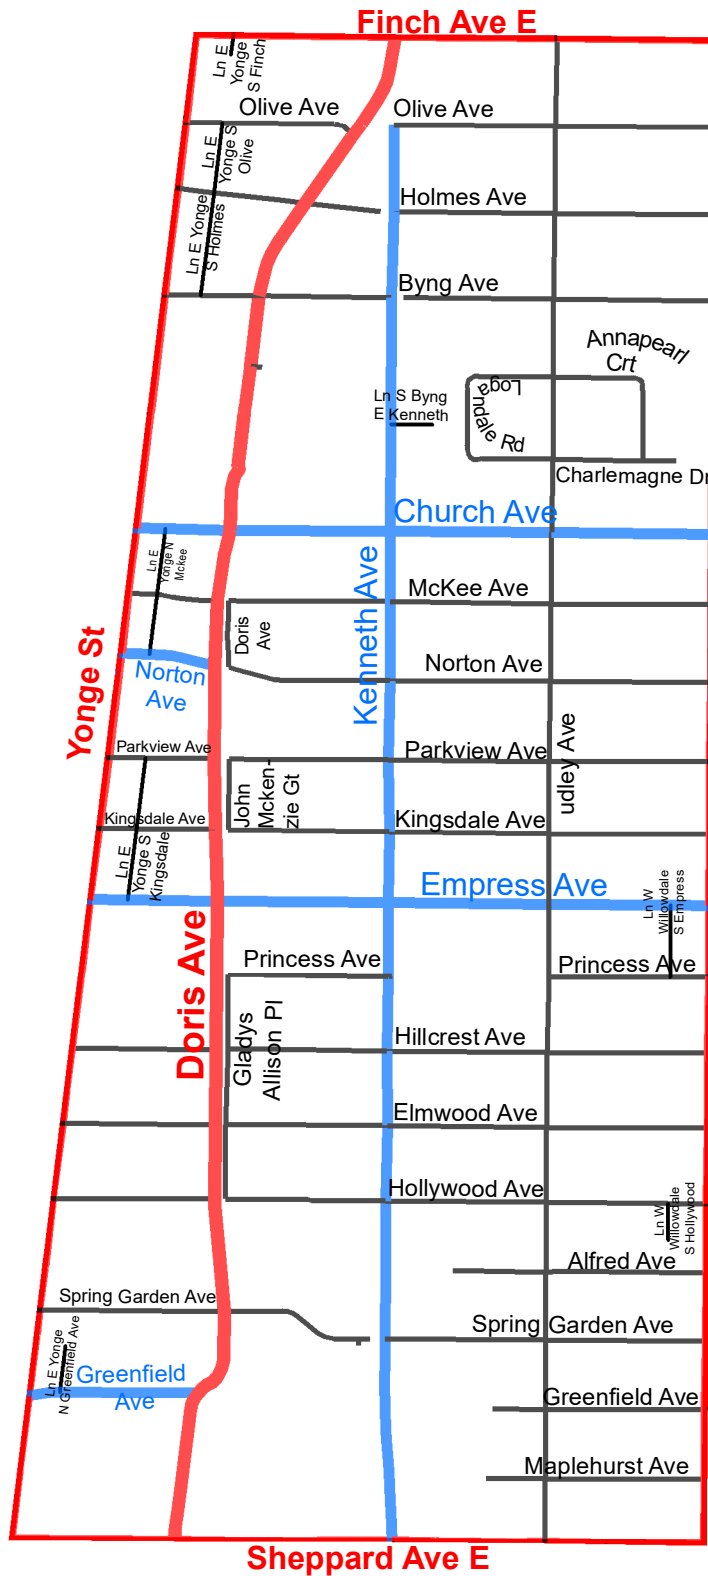 Finch Ave E
Ln E
Yonge
S Finch
Olive Ave
Olive Ave
Ln E
Yonge S
Olive
Holmes Ave
Ln E Yonge
S Holmes
Byng Ave
Annapearl
Crt
Ln S Byng
E Kenneth
Logandale Rd
Charlemagne Dr
Church Ave
Ln E
Yonge N
Mckee
McKee Ave
Kenneth Ave
Doris
Ave
Yonge St
Norton
Ave
Norton Ave
Parkview Ave
Parkview Ave
udley Ave
John
Mcken-
zie Gt
Kingsdale Ave
Kingsdale Ave
Ln E
Yonge S
Kingsdale
Empress Ave
Ln W
Willowdale
S Empress
Doris Ave
Princess Ave
Princess Ave
Gladys
Allison Pl
Hillcrest Ave
Elmwood Ave
Hollywood Ave
Ln W
Willowdale
S Hollywood
Alfred Ave
Spring Garden Ave
Spring Garden Ave
Ln E Yonge
N Greenfield Ave
Greenfield
Ave
Greenfield Ave
Maplehurst Ave
Sheppard Ave E